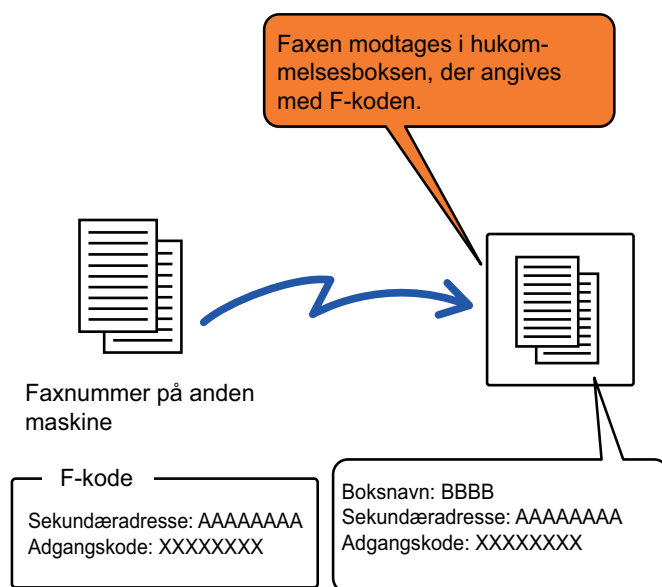 Faxen modtages i hukom-
melsesboksen, der angives
med F-koden.
Faxnummer på anden
maskine
F-kode
Sekundæradresse: AAAAAAAA
Adgangskode: XXXXXXXX
Boksnavn: BBBB
Sekundæradresse: AAAAAAAA
Adgangskode: XXXXXXXX